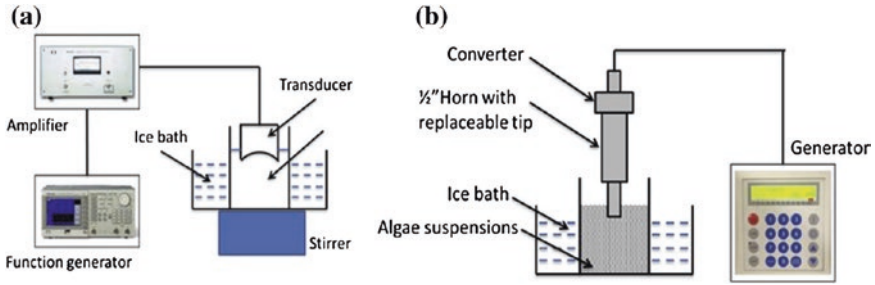 (a)
Amplifier
Function generator
Transducer
Ice bath
Stirrer
(b)
Converter
½"Horn with
replaceable tip
Generator
Ice bath
Algae suspensions